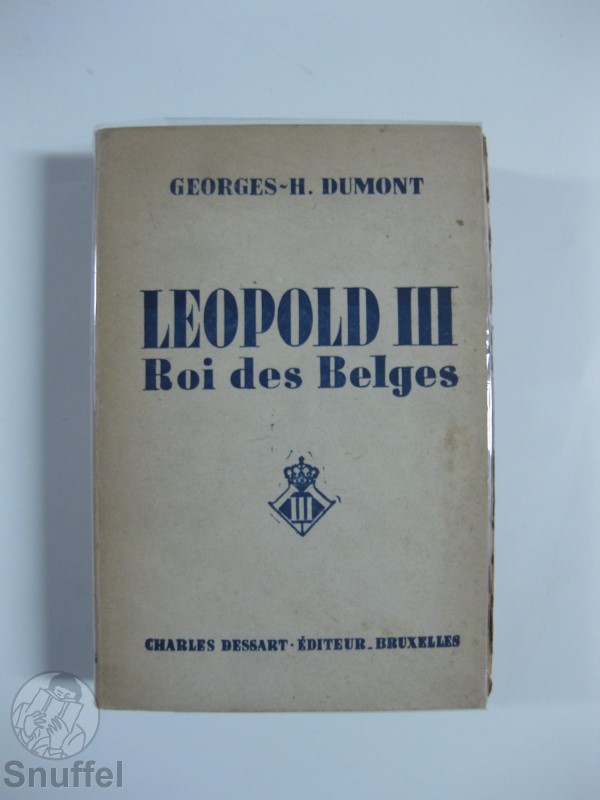 GEORGES-H. DUMONT
LEOPOLD III
Roi des Belges
III
CHARLES DESSART · ÉDITEUR - BRUXELLES
Snuffel